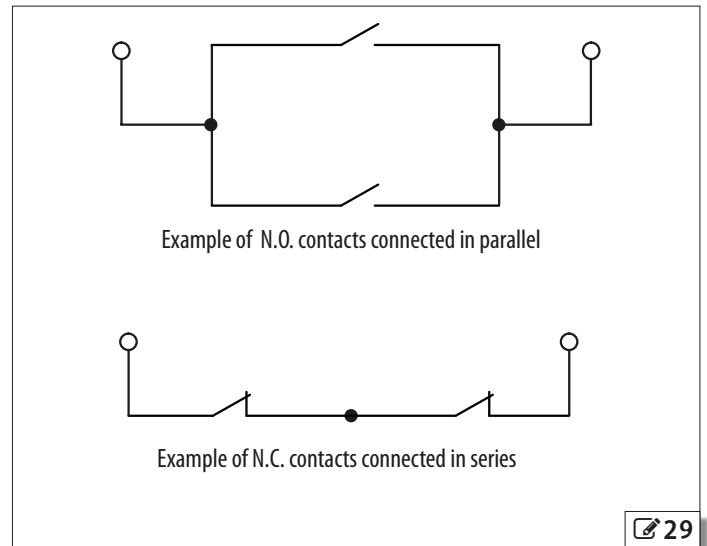 Example of N.O. contacts connected in parallel
Example of N.C. contacts connected in series
29